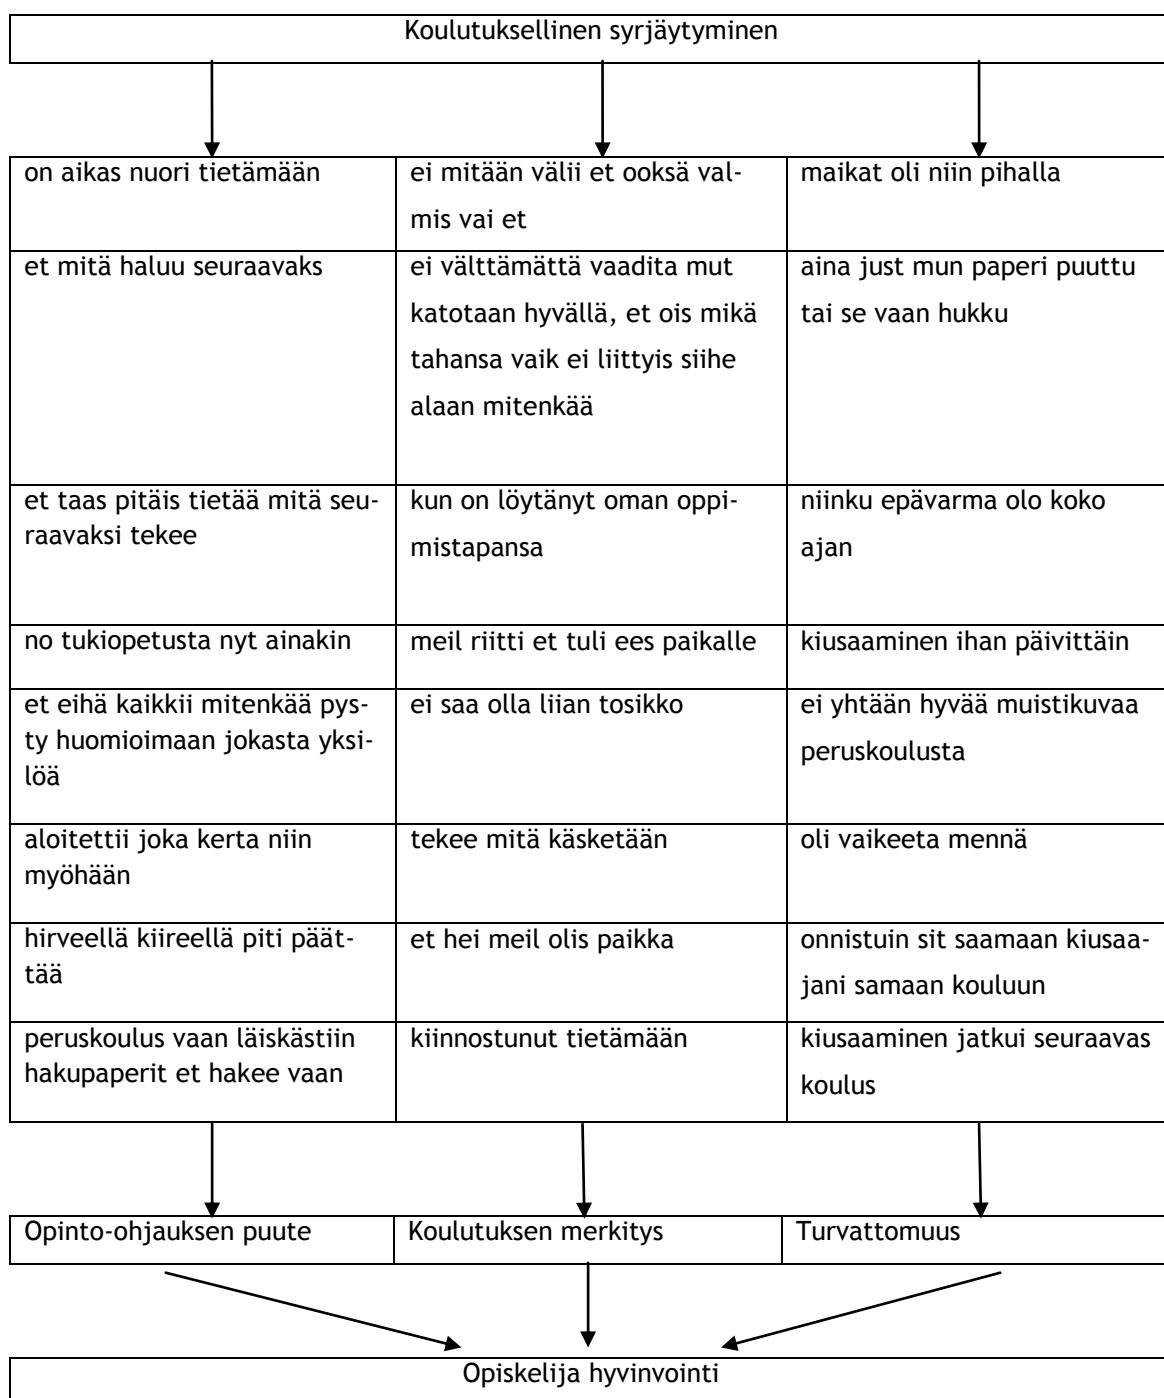 Koulutuksellinen syrjäytyminen
on aikas nuori tietämään
ei mitään välii et ooksä val-
mis vai et
maikat oli niin pihalla
et mitä haluu seuraavaks
ei välttämättä vaadita mut
katotaan hyvällä, et ois mikä
tahansa vaik ei liittyis siihe
alaan mitenkää
aina just mun paperi puuttu
tai se vaan hukku
et taas pitäis tietää mitä seu-
raavaksi tekee
kun on löytänyt oman oppi-
mistapansa
niinku epävarma olo koko
ajan
no tukiopetusta nyt ainakin
meil riitti et tuli ees paikalle
kiusaaminen ihan päivittäin
et eihä kaikkii mitenkää pys-
ty huomioimaan jokasta yksi-
löä
ei saa olla liian tosikko
ei yhtään hyvää muistikuvaa
peruskoulusta
aloitettii joka kerta niin
myöhään
tekee mitä käsketään
oli vaikeeta mennä
hirveellä kiireellä piti päät-
tää
et hei meil olis paikka
onnistuin sit saamaan kiusaa-
jani samaan kouluun
peruskoulus vaan läiskästiin
hakupaperit et hakee vaan
kiinnostunut tietämään
kiusaaminen jatkui seuraavas
koulus
Opinto-ohjauksen puute
Koulutuksen merkitys
Turvattomuus
Opiskelija hyvinvointi